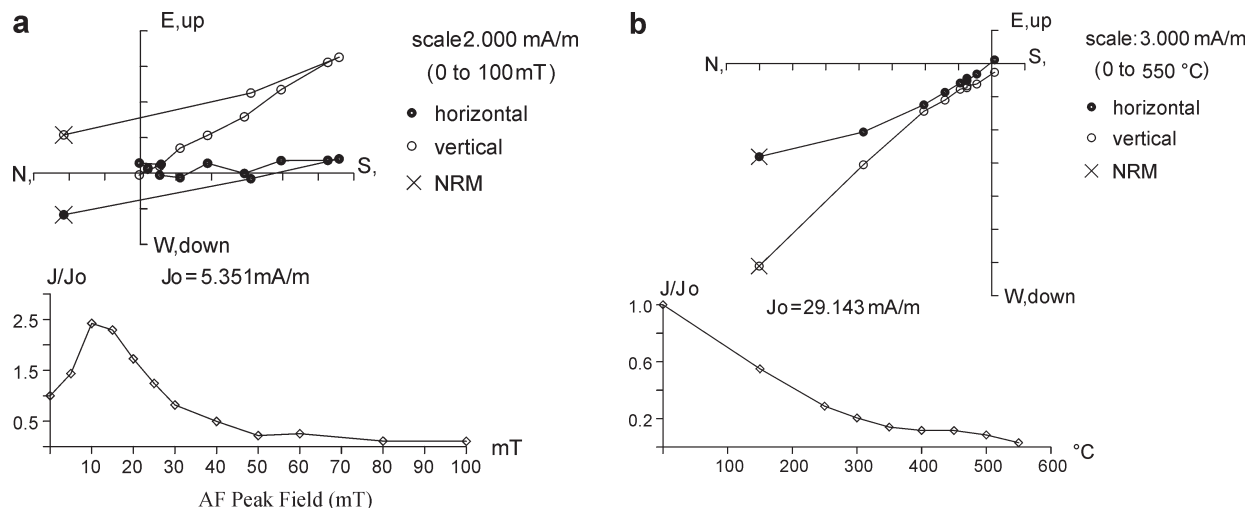 a
E,up
scale2.000 mA/m
(0 to 100mT)
horizontal
vertical
NRM
N,
S,
W,down
J/Jo
Jo=5.351mA/m
2.5
1.5
0.5
10 20 30 40 50 60 70 80 90 100
mT
AF Peak Field (mT)
b
E,up
scale:3.000 mA/m
(0 to 550 °C)
horizontal
vertical
NRM
N,
S,
W,down
J/Jo
Jo=29.143mA/m
1.0
0.6
0.2
100 200 300 400 500 600
°C